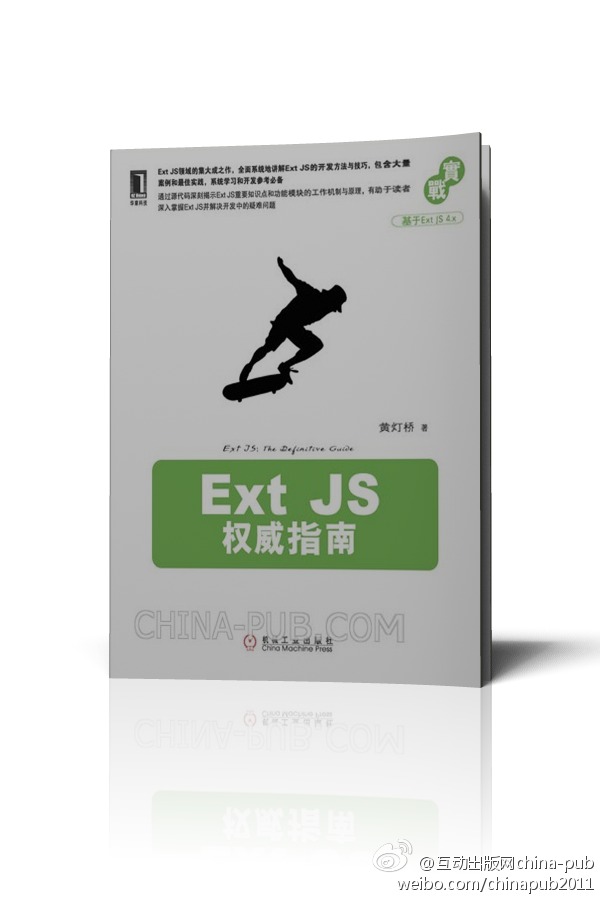 Ext JS领域的集大成之作，全面系统地讲解Ext JS的开发方法与技巧，包含大量
案例和最佳实践，系统学习和开发参考必备
通过源代码深刻揭示Ext JS重要知识点和功能模块的工作机制与原理，有助于读者
深入掌握Ext JS并解决开发中的疑难问题
华章科技
實戰
基于Ext JS 4.x
黄灯桥 著
Ext JS: The Definitive Guide
Ext JS
权威指南
CHINA-PUB.COM
机械工业出版社
China Machine Press
@互动出版网china-pub
weibo.com/chinapub2011